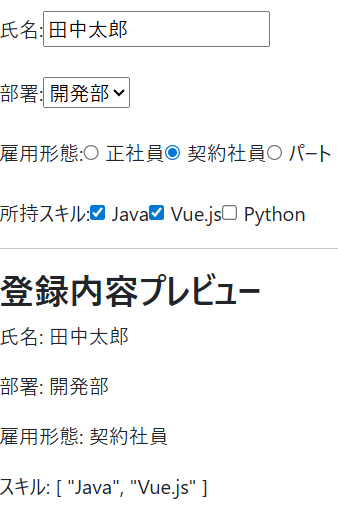 氏名:田中太郎
部署:開発部
雇用形態: 正社員 契約社員 パート
所持スキル: Java Vue.js Python
登録内容プレビュー
氏名: 田中太郎
部署: 開発部
雇用形態: 契約社員
スキル: [ "Java", "Vue.js" ]